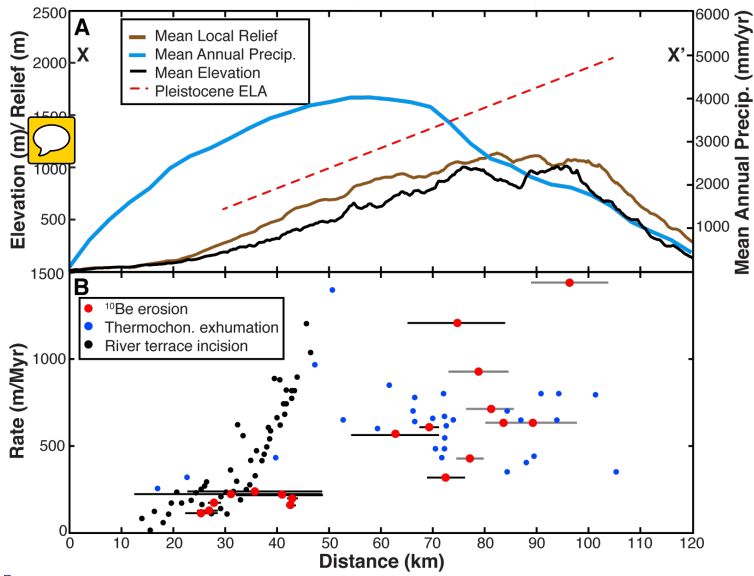 A
X
X'
Mean Local Relief
Mean Annual Precip.
Mean Elevation
Pleistocene ELA
Elevation (m)/ Relief (m)
2500
2000
1500
1000
500
Mean Annual Precip. (mm/yr)
6000
5000
4000
3000
2000
1000
B
¹⁰Be erosion
Thermochon. exhumation
River terrace incision
Rate (m/Myr)
1500
1000
500
0
0 10 20 30 40 50 60 70 80 90 100 110 120
Distance (km)